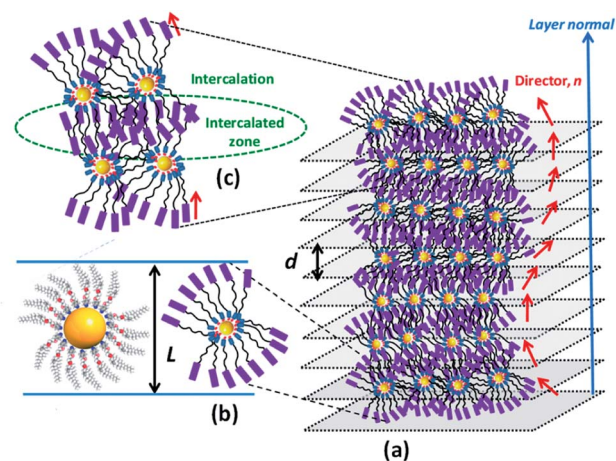 Layer normal
Director, n
Intercalation
Intercalated
zone
(c)
d
L
(b)
(a)